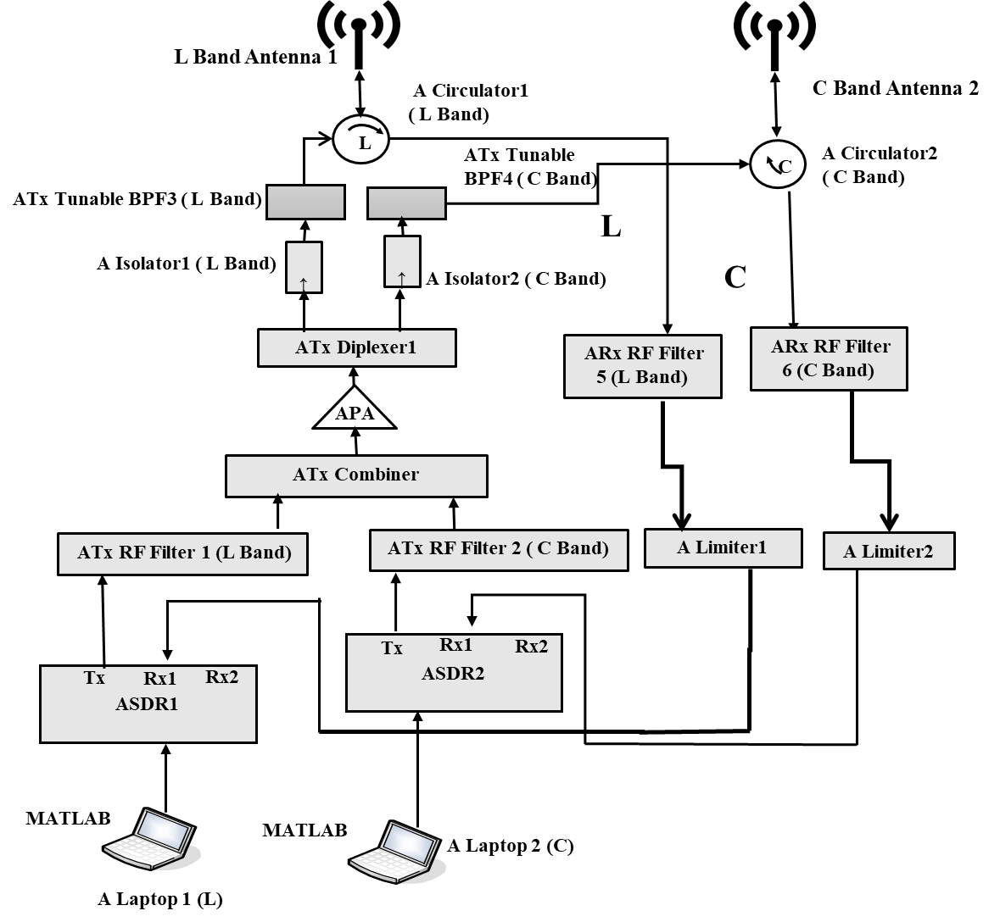 L Band Antenna 1
C Band Antenna 2
A Circulator1
( L Band)
L
ATx Tunable
BPF4 ( C Band)
A Circulator2
( C Band)
C
ATx Tunable BPF3 ( L Band)
L
A Isolator1 ( L Band)
A Isolator2 ( C Band)
C
ATx Diplexer1
ARx RF Filter
5 (L Band)
ARx RF Filter
6 (C Band)
APA
ATx Combiner
ATx RF Filter 1 (L Band)
ATx RF Filter 2 ( C Band)
A Limiter1
A Limiter2
Tx Rx1 Rx2
ASDR2
Tx Rx1 Rx2
ASDR1
MATLAB
MATLAB
A Laptop 2 (C)
A Laptop 1 (L)